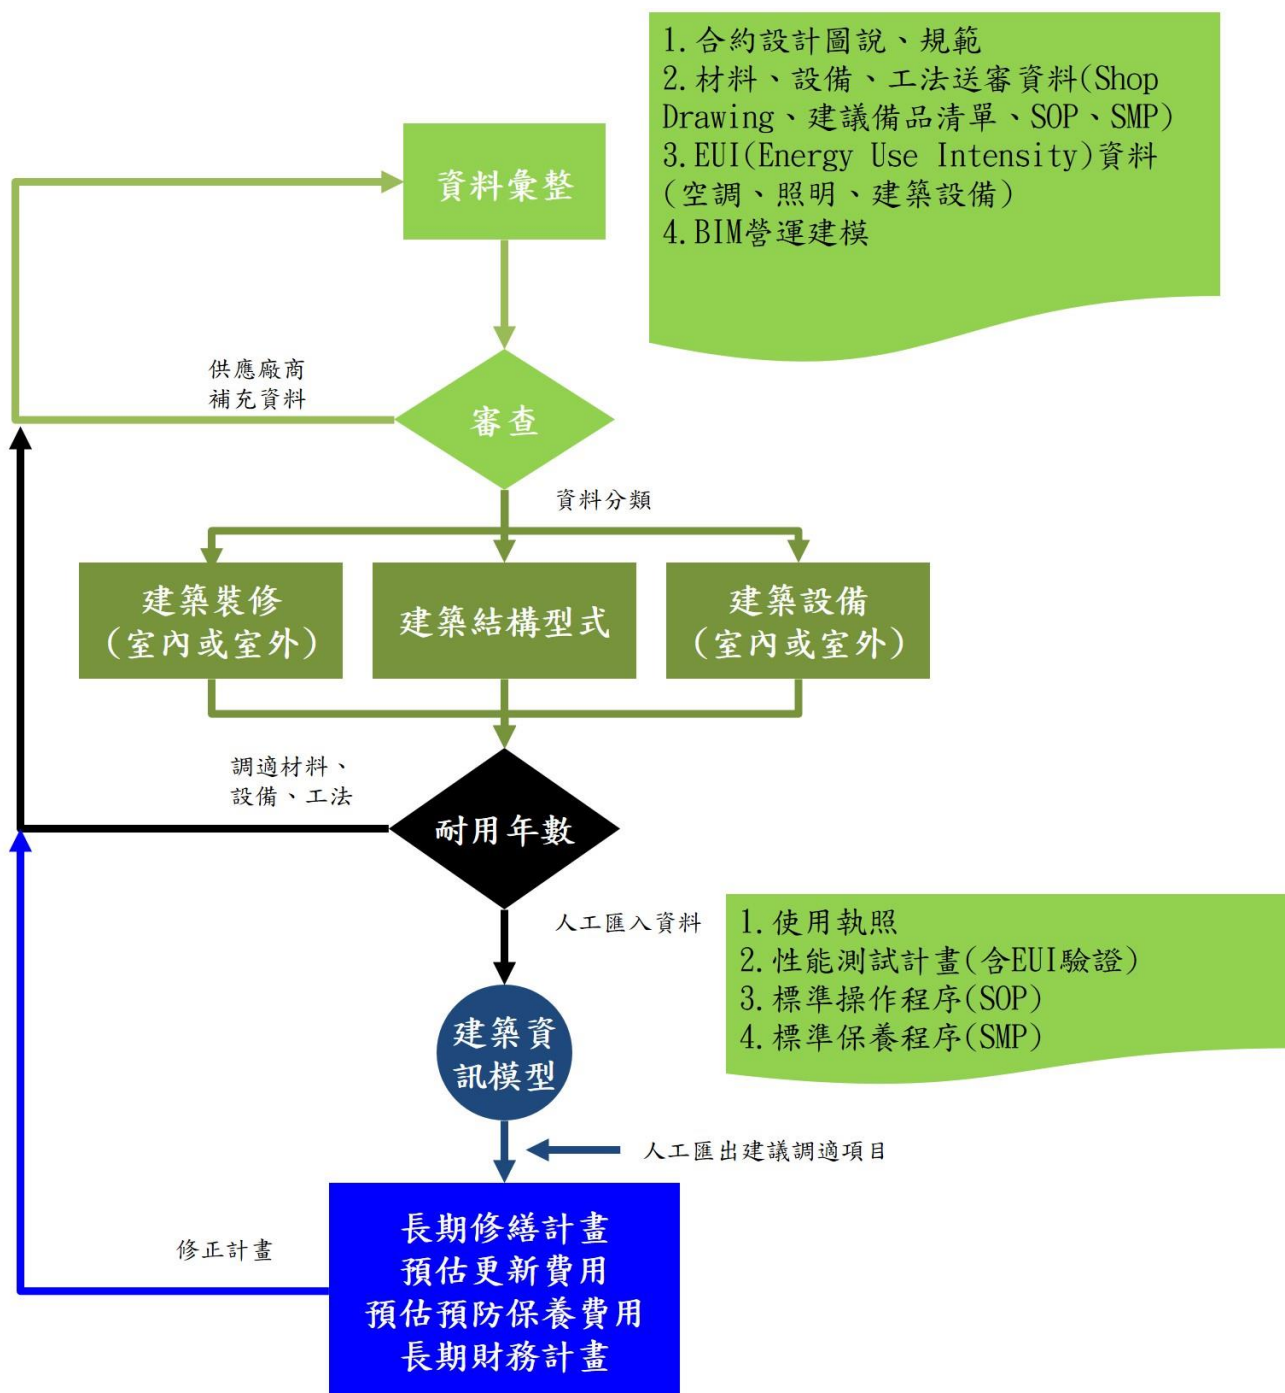 1.合約設計圖說、規範
2.材料、設備、工法送審資料(Shop
Drawing、建議備品清單、SOP、SMP)
3.EUI(Energy Use Intensity)資料
(空調、照明、建築設備)
4.BIM營運建模
資料彙整
供應廠商
補充資料
審查
資料分類
建築裝修
(室內或室外)
建築結構型式
建築設備
(室內或室外)
調適材料、
設備、工法
耐用年數
人工匯入資料
1.使用執照
2.性能測試計畫(含EUI驗證)
3.標準操作程序(SOP)
4.標準保養程序(SMP)
建築資
訊模型
人工匯出建議調適項目
修正計畫
長期修繕計畫
預估更新費用
預估預防保養費用
長期財務計畫